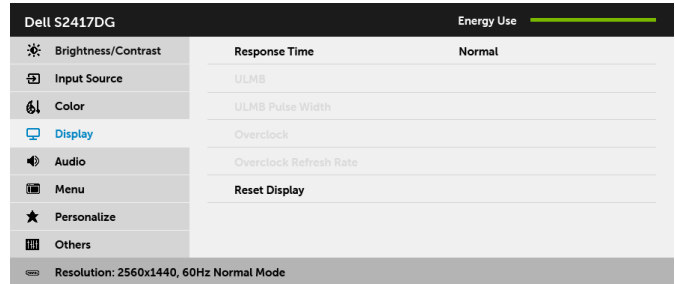 Dell S2417DG Energy Use
Brightness/Contrast Response Time Normal
Input Source ULMB
Color ULMB Pulse Width
Display Overclock
Audio Overclock Refresh Rate
Menu Reset Display
Personalize
Others
Resolution: 2560x1440, 60Hz Normal Mode